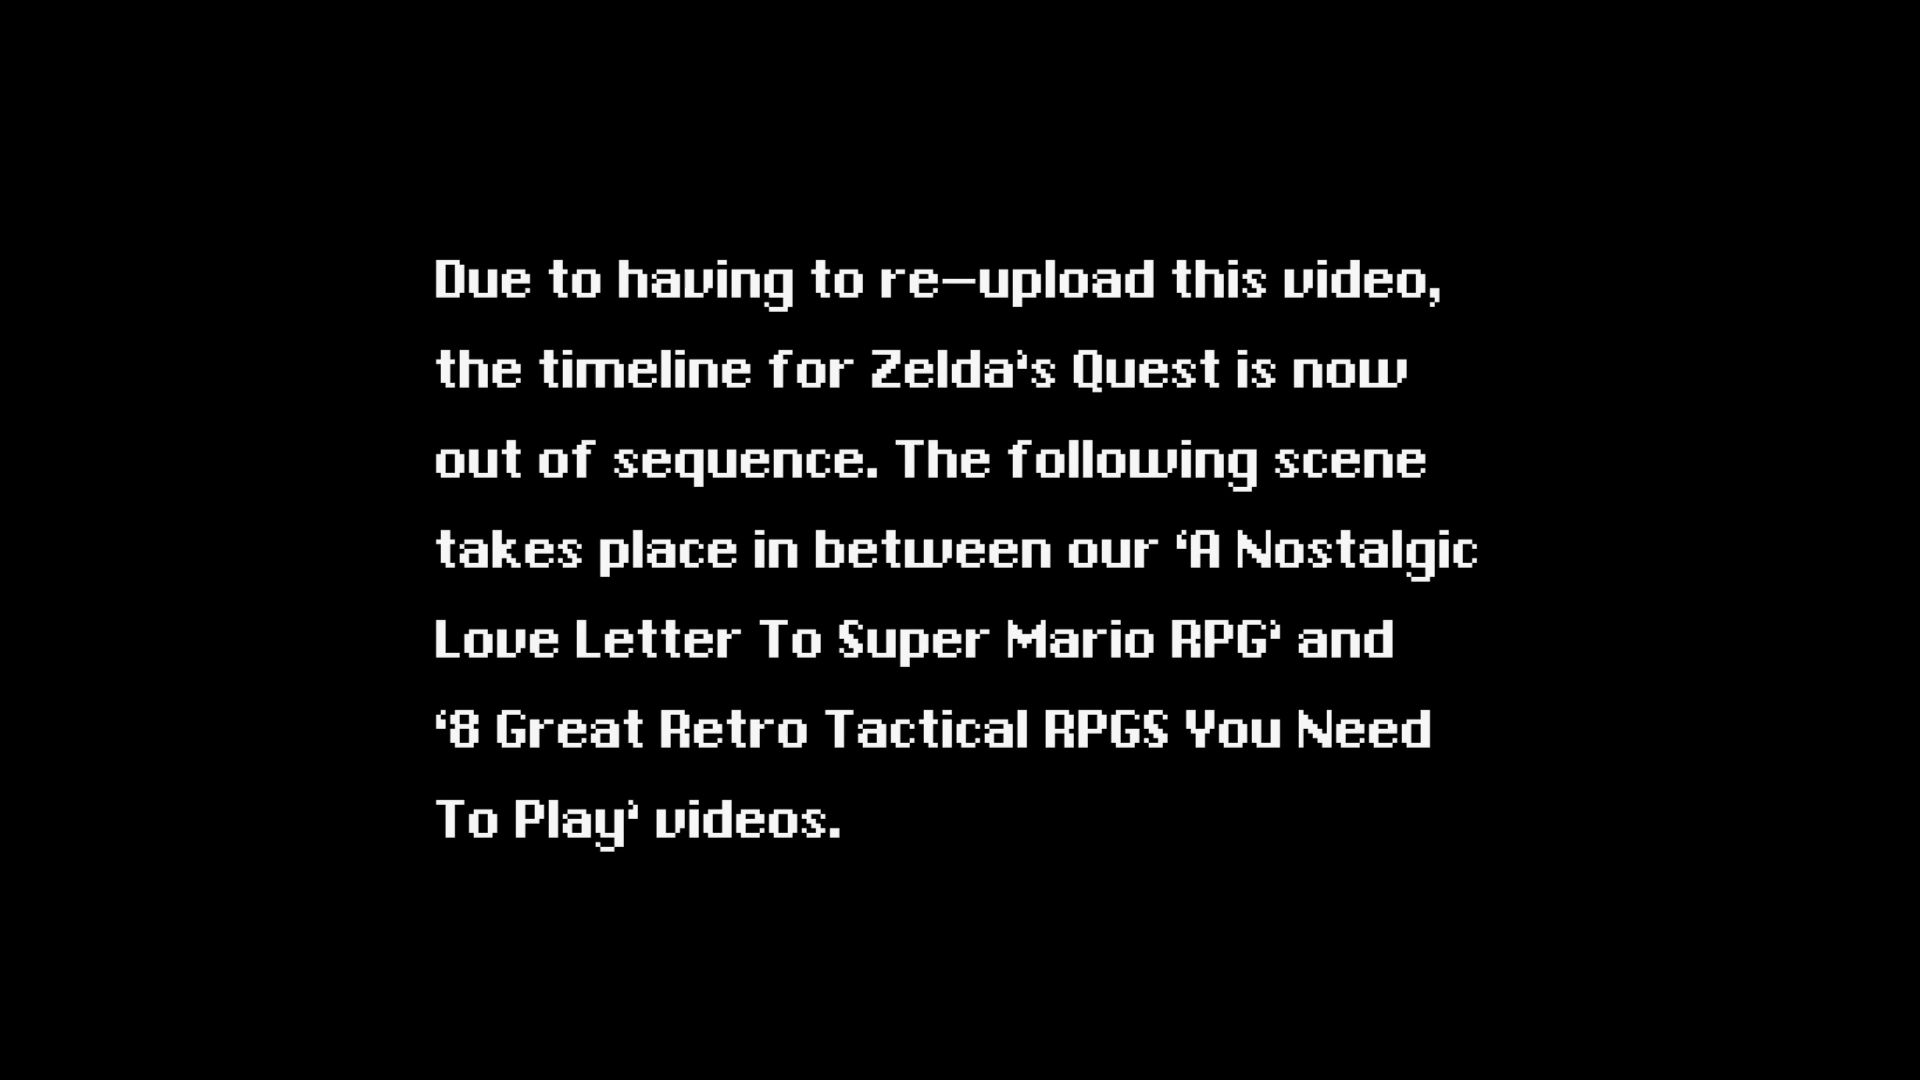 Due to having to re-upload this video,
the timeline for Zelda's Quest is now
out of sequence. The following scene
takes place in between our ‘A Nostalgic
Love Letter To Super Mario RPG’ and
‘8 Great Retro Tactical RPGS You Need
To Play’ videos.